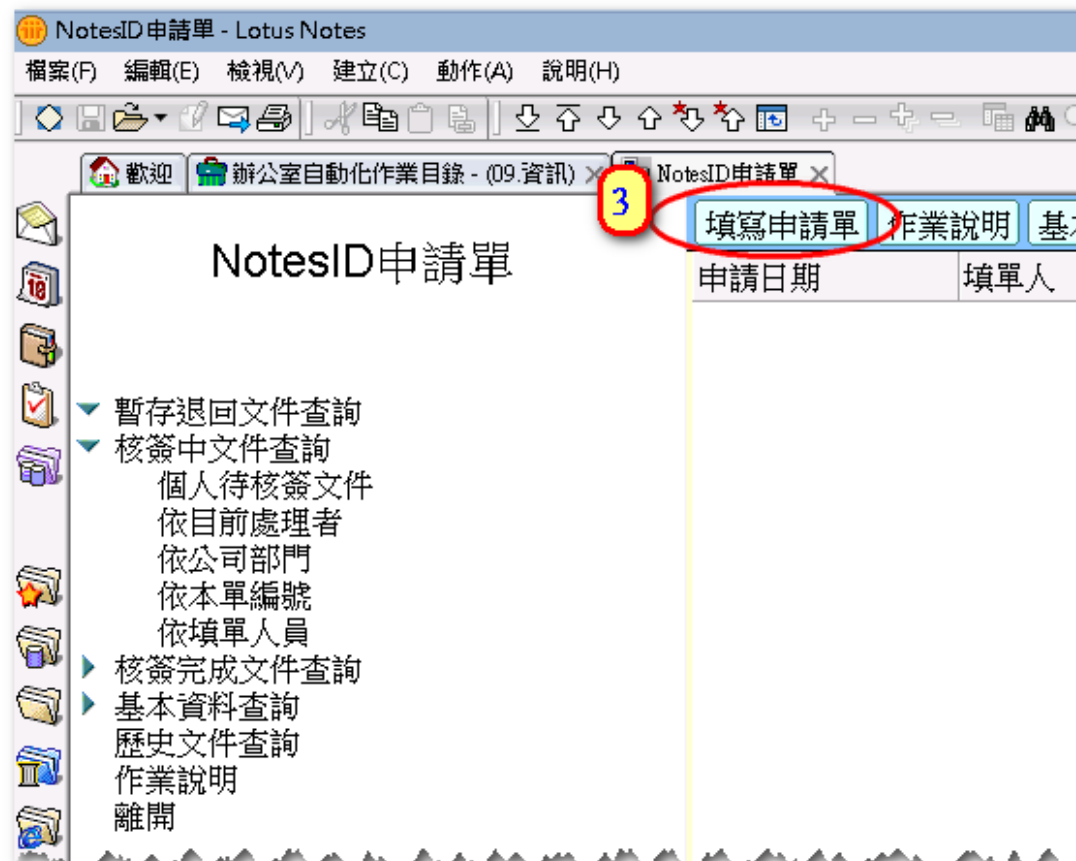 NotesID申請單 - Lotus Notes
檔案(F) 編輯(E) 檢視(V) 建立(C) 動作(A) 說明(H)
歡迎 辦公室自動化作業目錄 - (09.資訊) NotesID申請單
3
填寫申請單 作業說明 基
NotesID申請單
申請日期 填單人
暫存退回文件查詢
核簽中文件查詢
個人待核簽文件
依目前處理者
依公司部門
依本單編號
依填單人員
核簽完成文件查詢
基本資料查詢
歷史文件查詢
作業說明
離開